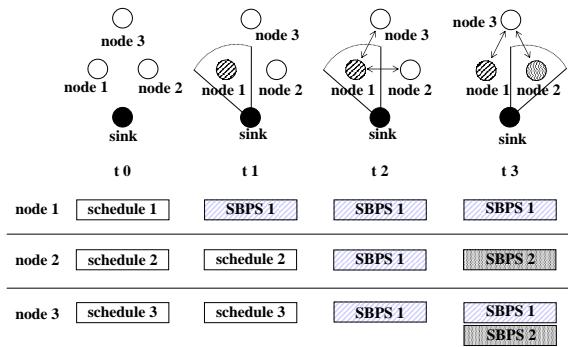 node 3
node 1
node 2
sink
node 3
node 1
node 2
sink
node 3
node 1
node 2
sink
node 3
node 1
node 2
sink
t 0
t 1
t 2
t 3
node 1
schedule 1
SBPS 1
SBPS 1
SBPS 1
node 2
schedule 2
schedule 2
SBPS 1
SBPS 2
node 3
schedule 3
schedule 3
SBPS 1
SBPS 1
SBPS 2